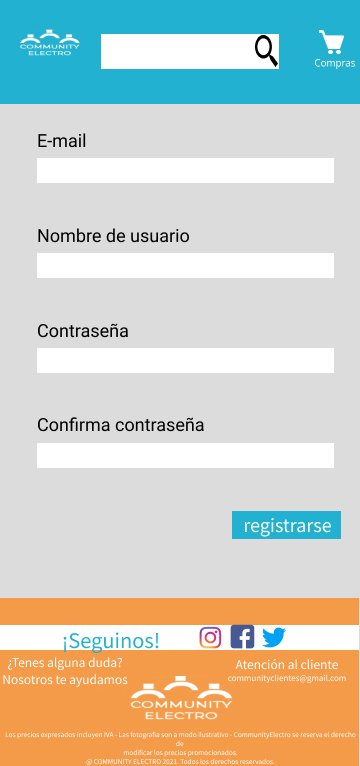 COMMUNITY
ELECTRO
Compras
E-mail
Nombre de usuario
Contraseña
Confirma contraseña
registrarse
¡Seguinos!
¿Tenes alguna duda?
Nosotros te ayudamos
Atención al cliente
communityclientes@gmail.com
COMMUNITY
ELECTRO
Los precios expresados incluyen IVA - Las fotografía son a modo ilustrativo - CommunityElectro se reserva el derecho
de
modificar los precios promocionados.
@ COMMUNITY ELECTRO 2021. Todos los derechos reservados.